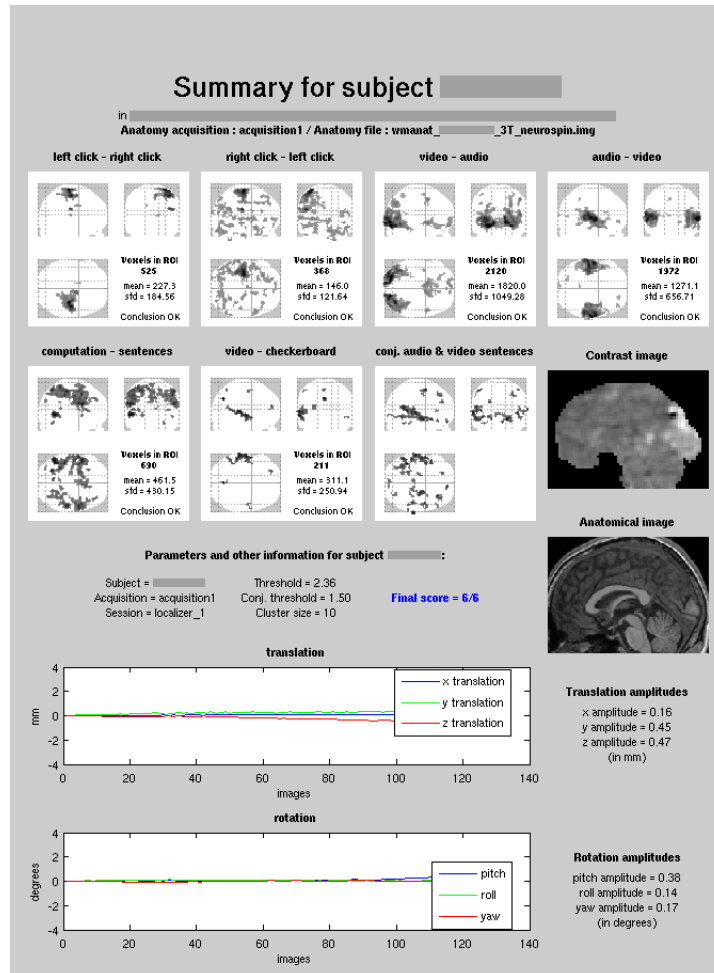 Summary for subject
in
Anatomy acquisition : acquisition1 / Anatomy file : wmanat_ _3T_neurospin.img
left click - right click
right click - left click
video - audio
audio - video
Voxels in ROI
525
mean = 227.3
std = 184.56
Conclusion OK
Voxels in ROI
368
mean = 146.0
std = 121.64
Conclusion OK
Voxels in ROI
2120
mean = 1820.0
std = 1049.28
Conclusion OK
Voxels in ROI
1972
mean = 1271.1
std = 656.71
Conclusion OK
computation - sentences
video - checkerboard
conj. audio & video sentences
Contrast image
Voxels in ROI
690
mean = 461.5
std = 430.15
Conclusion OK
Voxels in ROI
211
mean = 311.1
std = 250.94
Conclusion OK
Anatomical image
Parameters and other information for subject :
Subject =
Acquisition = acquisition1
Session = localizer_1
Threshold = 2.36
Conj. threshold = 1.50
Cluster size = 10
Final score = 6/6
translation
4
2
0
-2
-4
mm
0 20 40 60 80 100 120 140
images
x translation
y translation
z translation
Translation amplitudes
x amplitude = 0.16
y amplitude = 0.45
z amplitude = 0.47
(in mm)
rotation
4
2
0
-2
-4
degrees
0 20 40 60 80 100 120 140
images
pitch
roll
yaw
Rotation amplitudes
pitch amplitude = 0.38
roll amplitude = 0.14
yaw amplitude = 0.17
(in degrees)